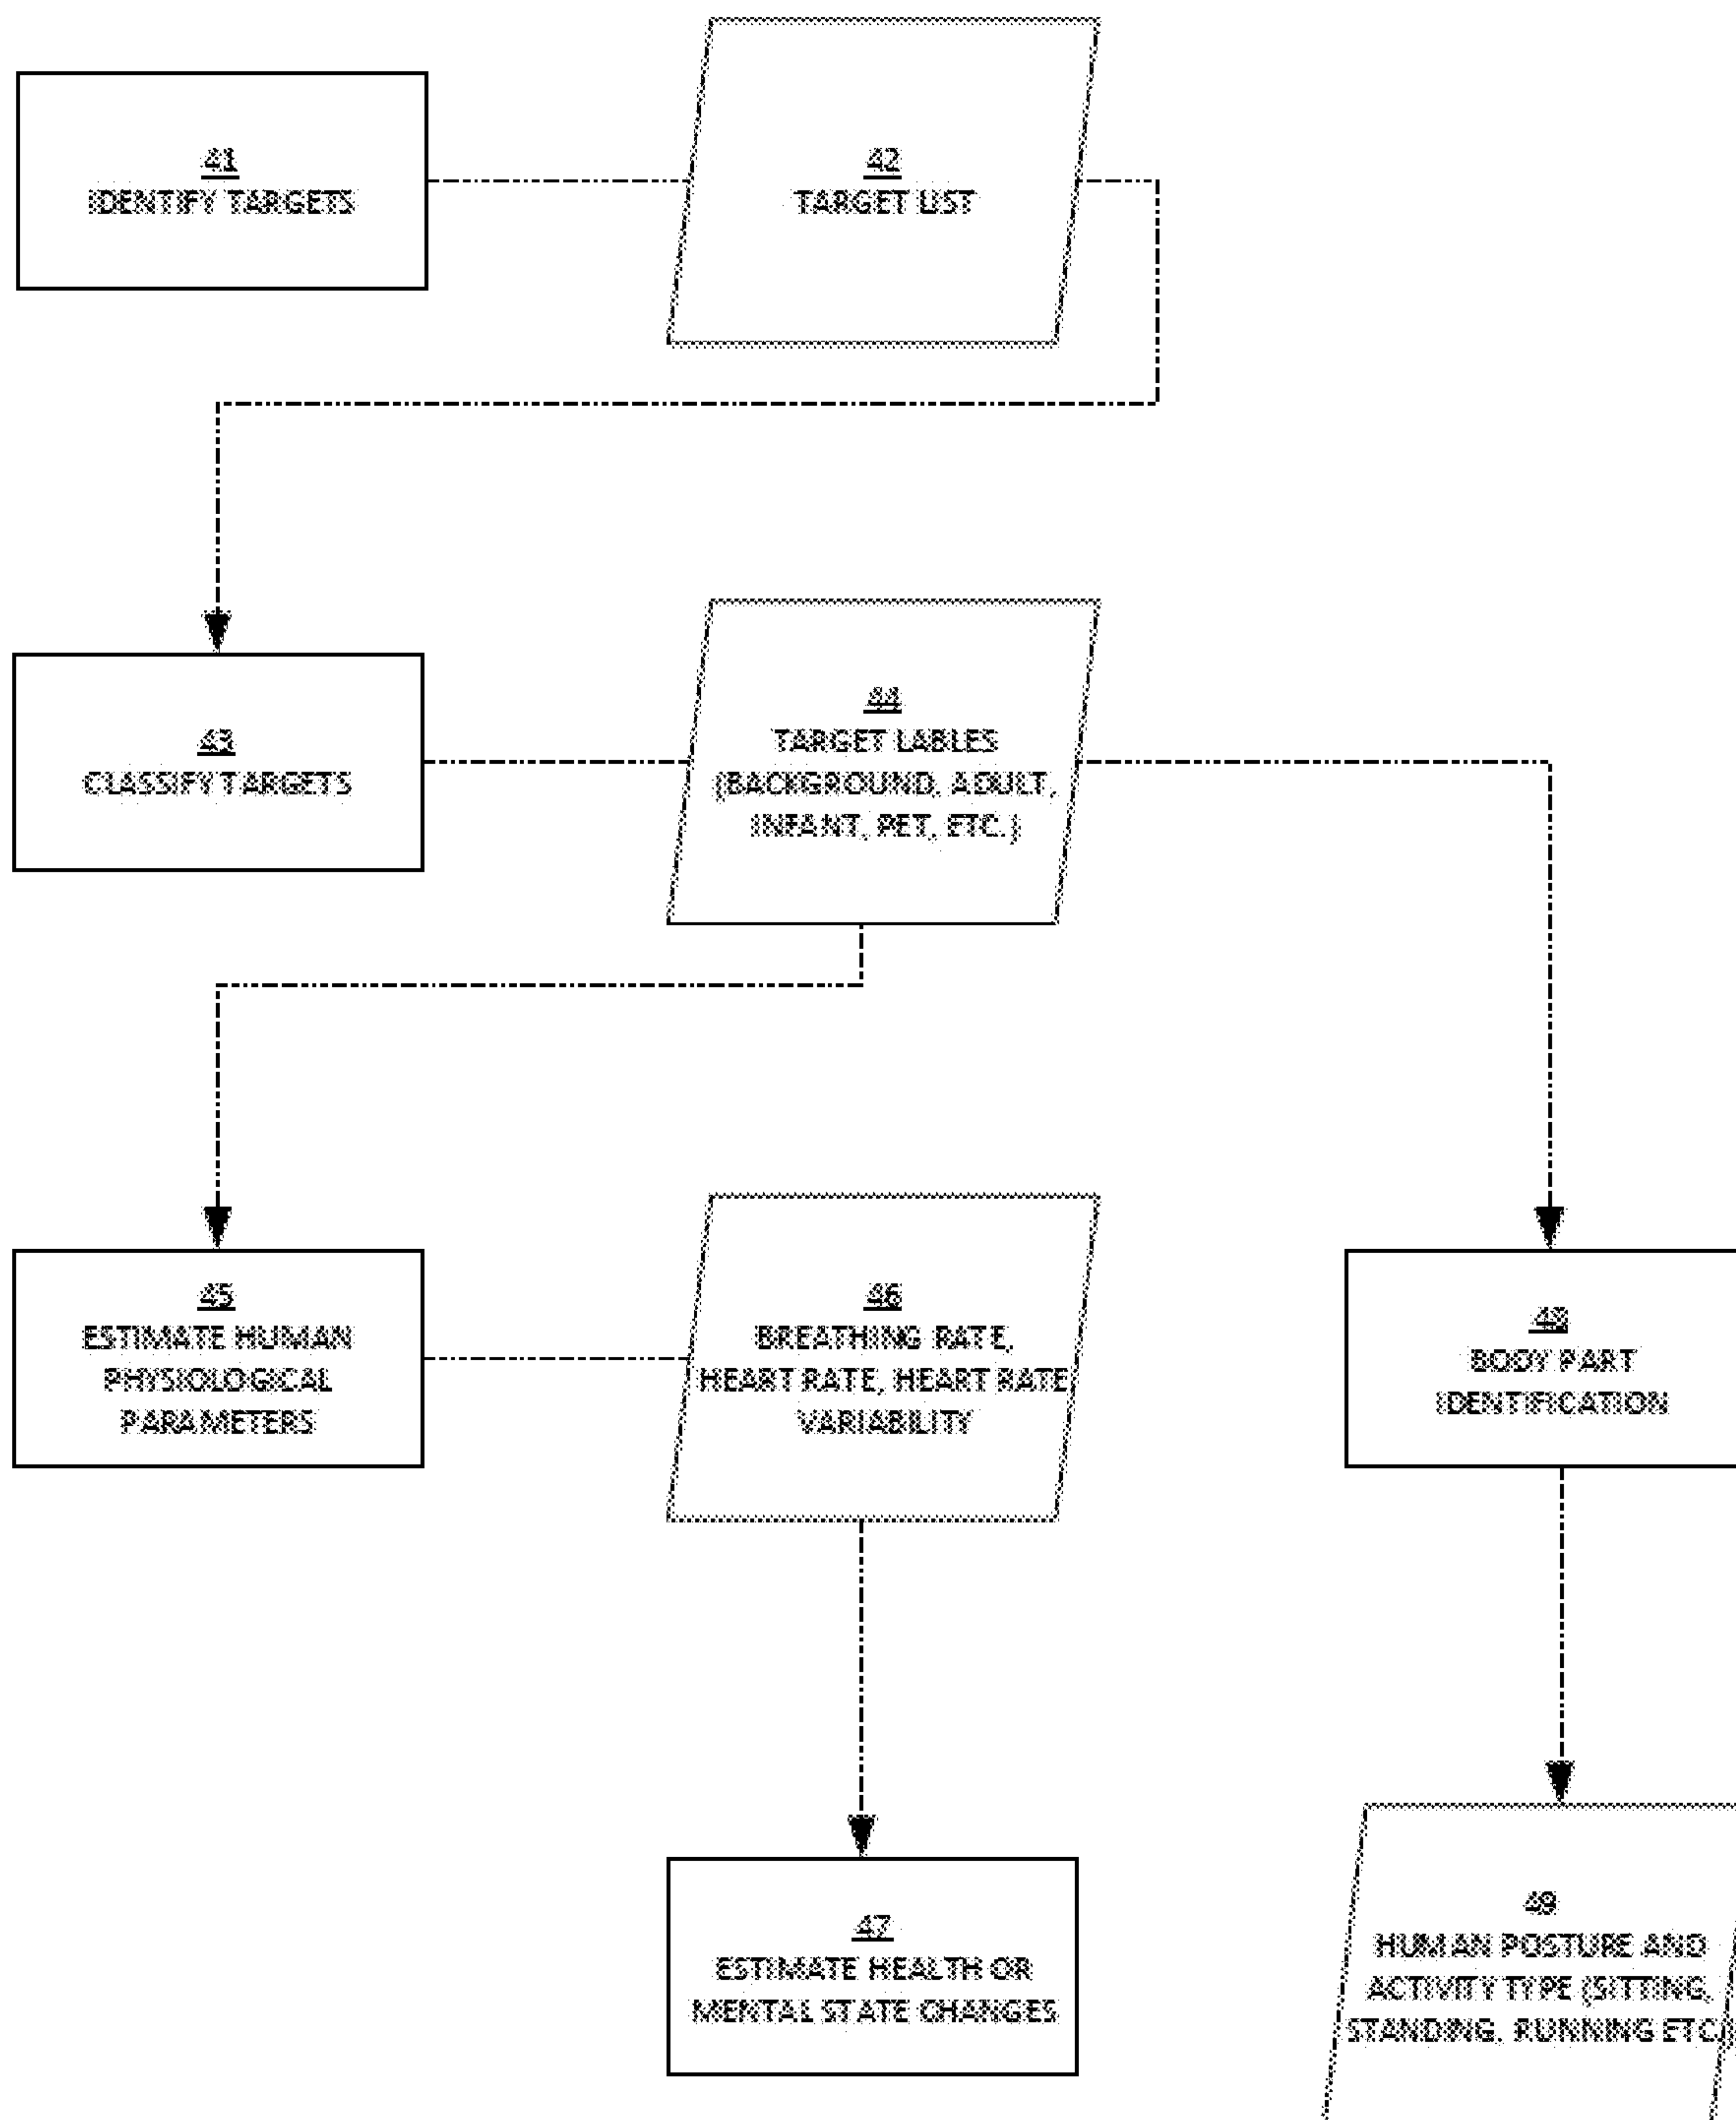 41
IDENTIFY TARGETS
42
TARGET LIST
43
CLASSIFY TARGETS
44
TARGET LABLES
(BACKGROUND, ADULT,
INFANT, PET, ETC.)
45
ESTIMATE HUMAN
PHYSIOLOGICAL
PARAMETERS
46
BREATHING RATE,
HEART RATE, HEART RATE
VARIABILITY
48
BODY PART
IDENTIFICATION
47
ESTIMATE HEALTH OR
MENTAL STATE CHANGES
49
HUMAN POSTURE AND
ACTIVITY TYPE (SITTING,
STANDING, RUNNING ETC.)